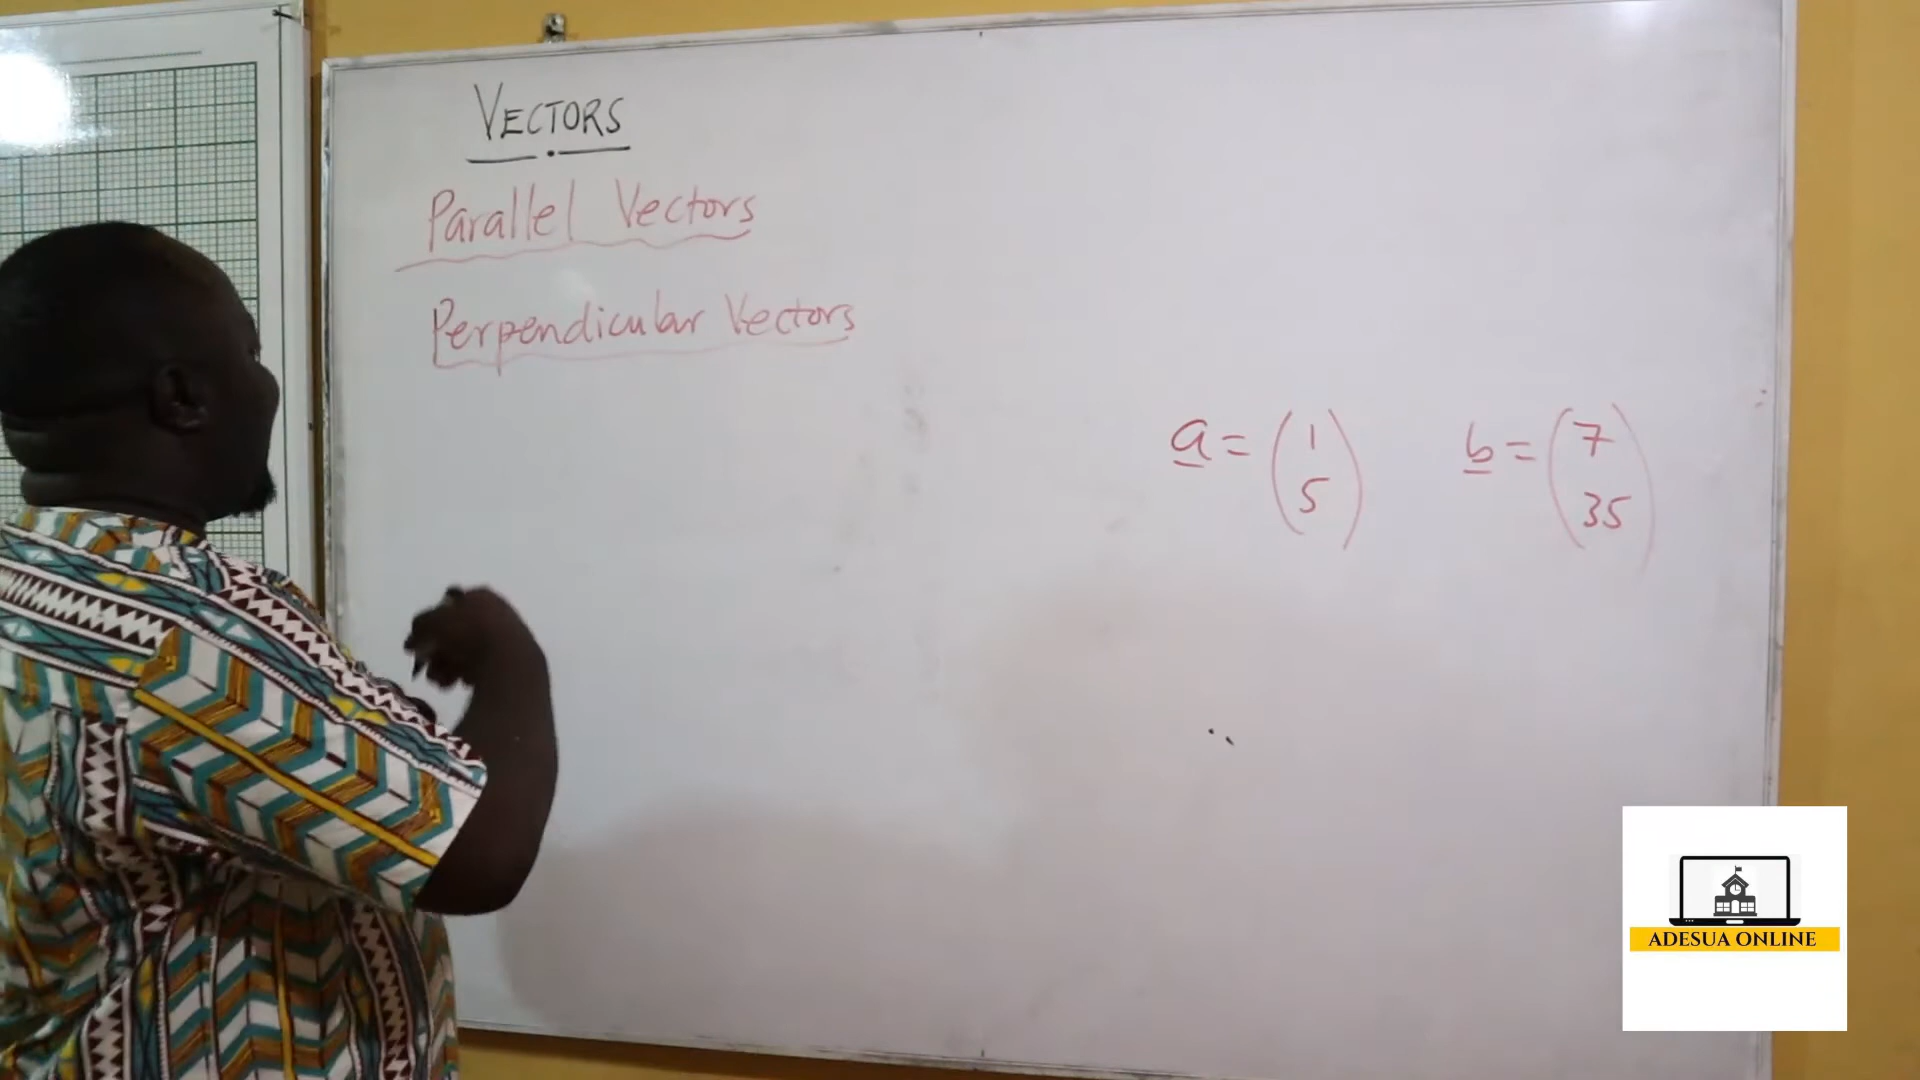 VECTORS
Parallel Vectors
Perpendicular Vectors
a = (1 5) b = (7 35)
ADESUA ONLINE